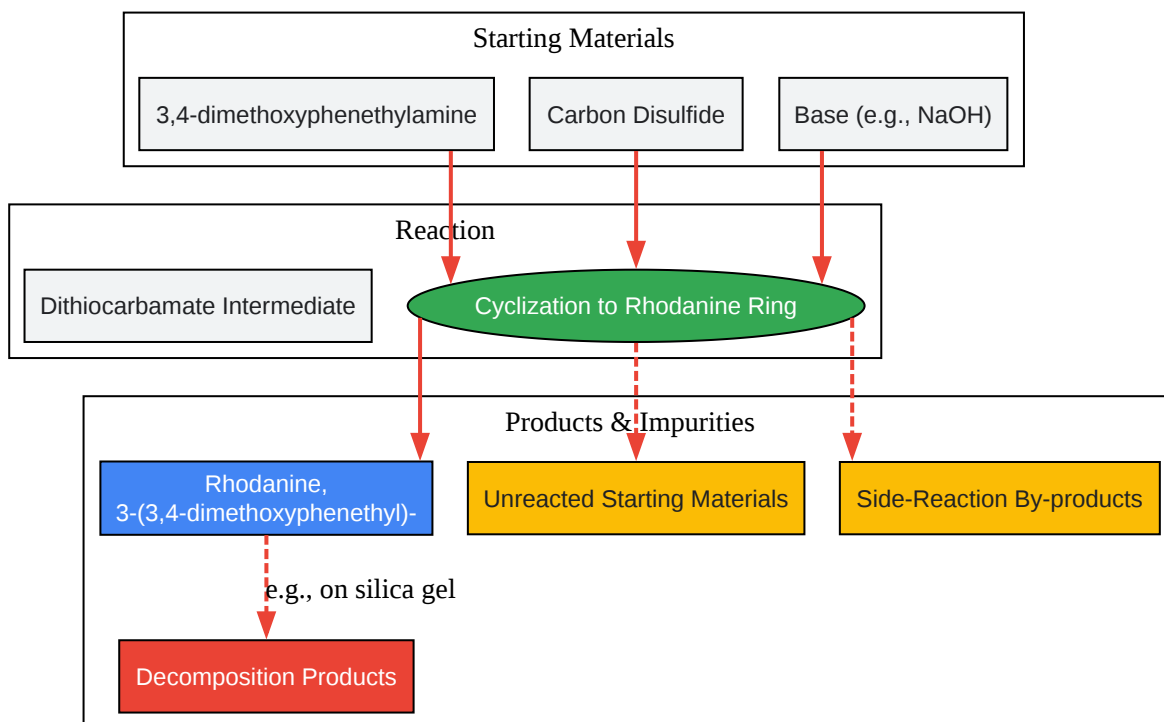 Starting Materials
3,4-dimethoxyphenethylamine
Carbon Disulfide
Base (e.g., NaOH)
Reaction
Dithiocarbamate Intermediate
Cyclization to Rhodanine Ring
Products & Impurities
Rhodanine,
3-(3,4-dimethoxyphenethyl)-
Unreacted Starting Materials
Side-Reaction By-products
e.g., on silica gel
Decomposition Products